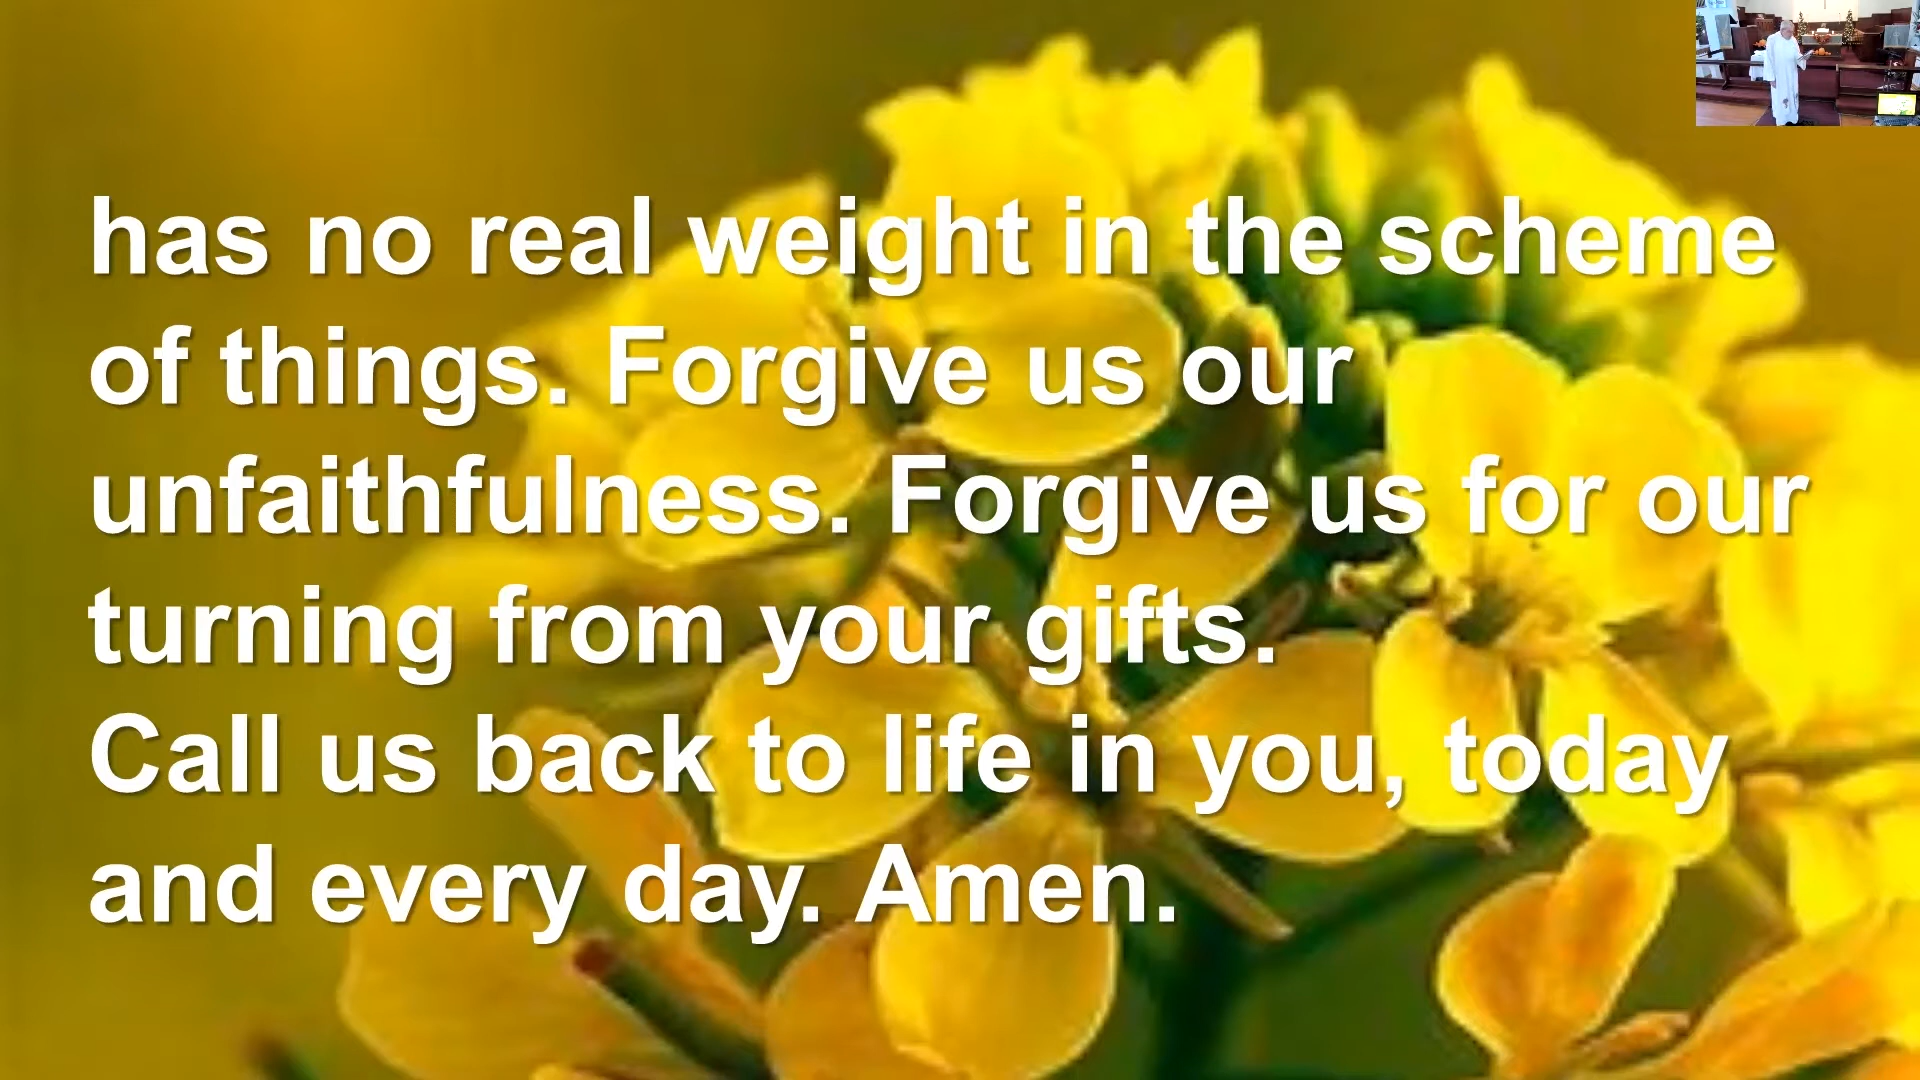 has no real weight in the scheme
of things. Forgive us our
unfaithfulness. Forgive us for our
turning from your gifts.
Call us back to life in you, today
and every day. Amen.